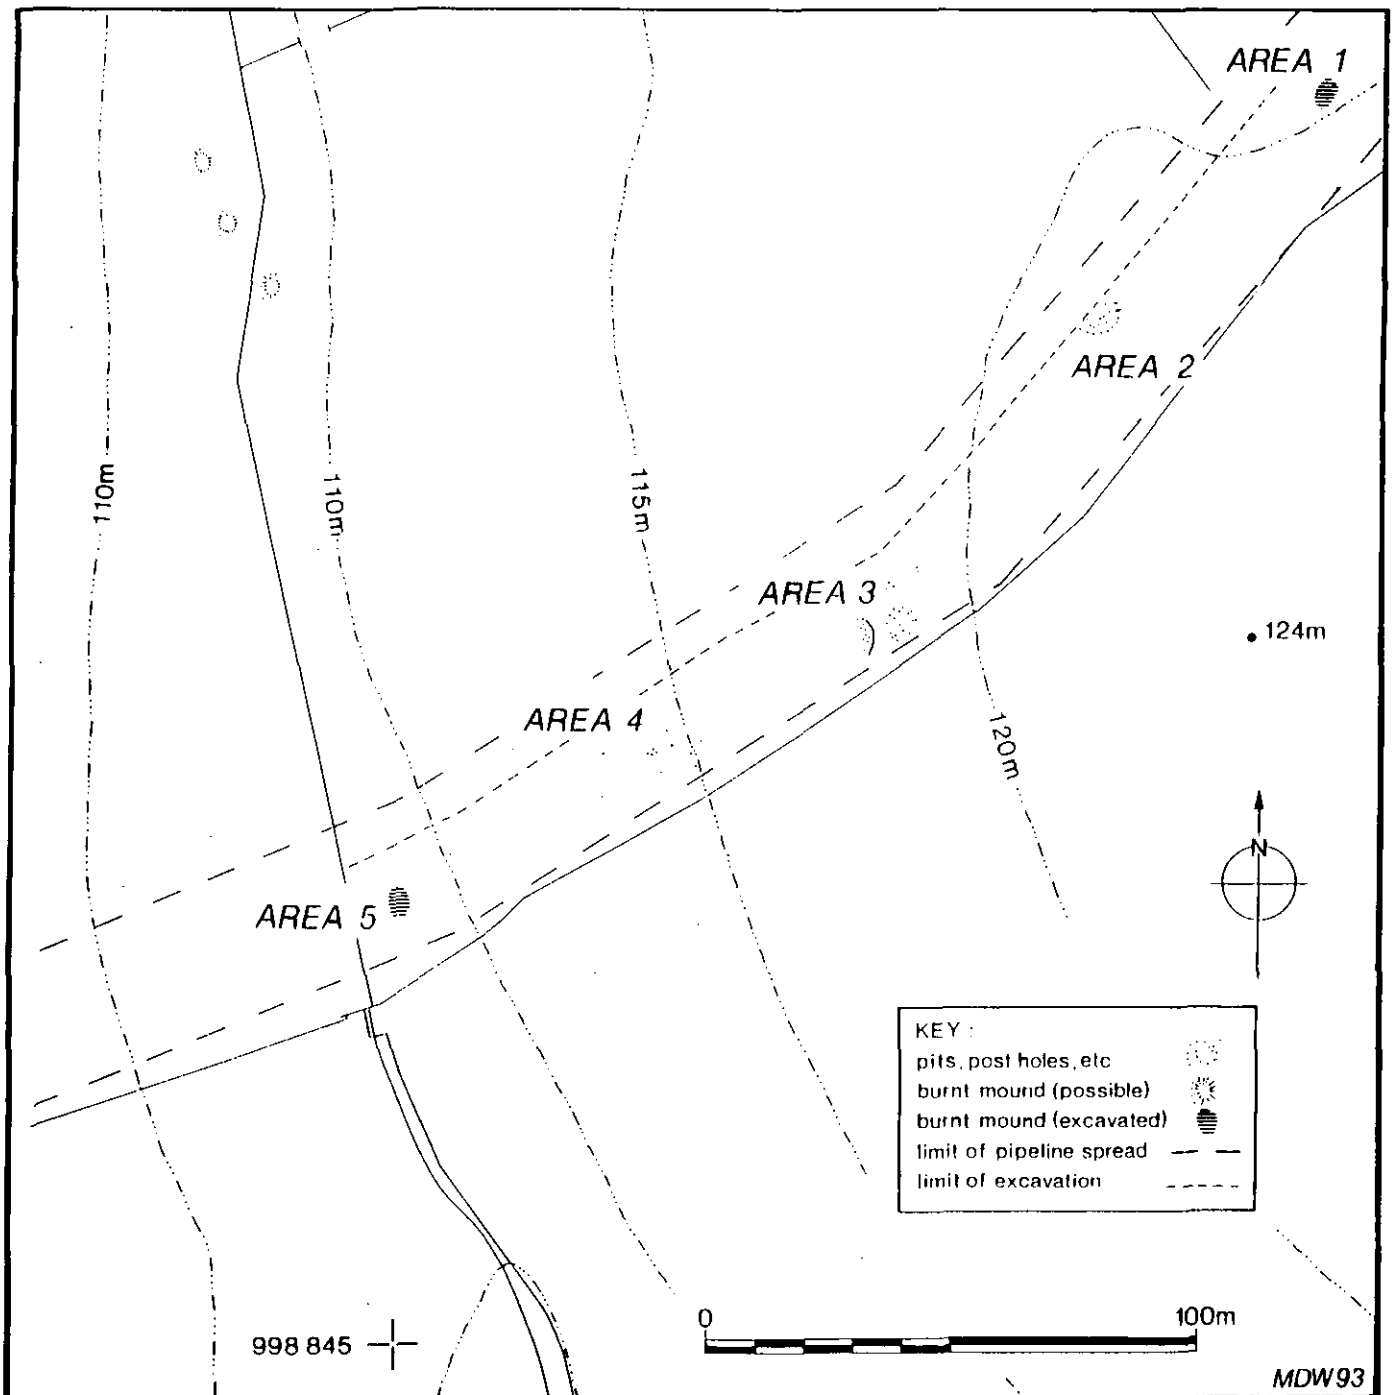 AREA 1
AREA 2
110m
110m
115m
AREA 3
124m
AREA 4
120m
N
AREA 5
KEY :
pits, post holes, etc
burnt mound (possible)
burnt mound (excavated)
limit of pipeline spread
limit of excavation
0 100m
998 845
MDW93